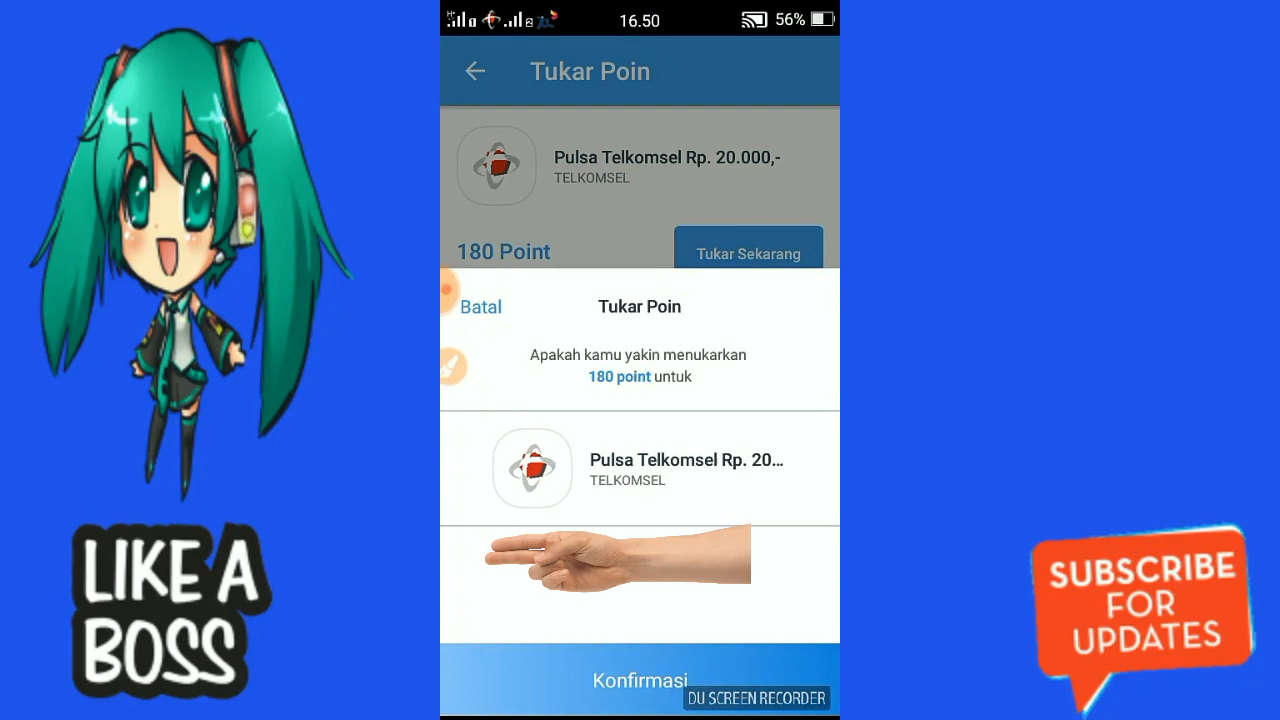 16.50
56%
Tukar Poin
Pulsa Telkomsel Rp. 20.000,-
TELKOMSEL
180 Point
Tukar Sekarang
Batal
Tukar Poin
Apakah kamu yakin menukarkan
180 point untuk
Pulsa Telkomsel Rp. 20...
TELKOMSEL
Konfirmasi
DU SCREEN RECORDER
LIKE A
BOSS
SUBSCRIBE
FOR
UPDATES